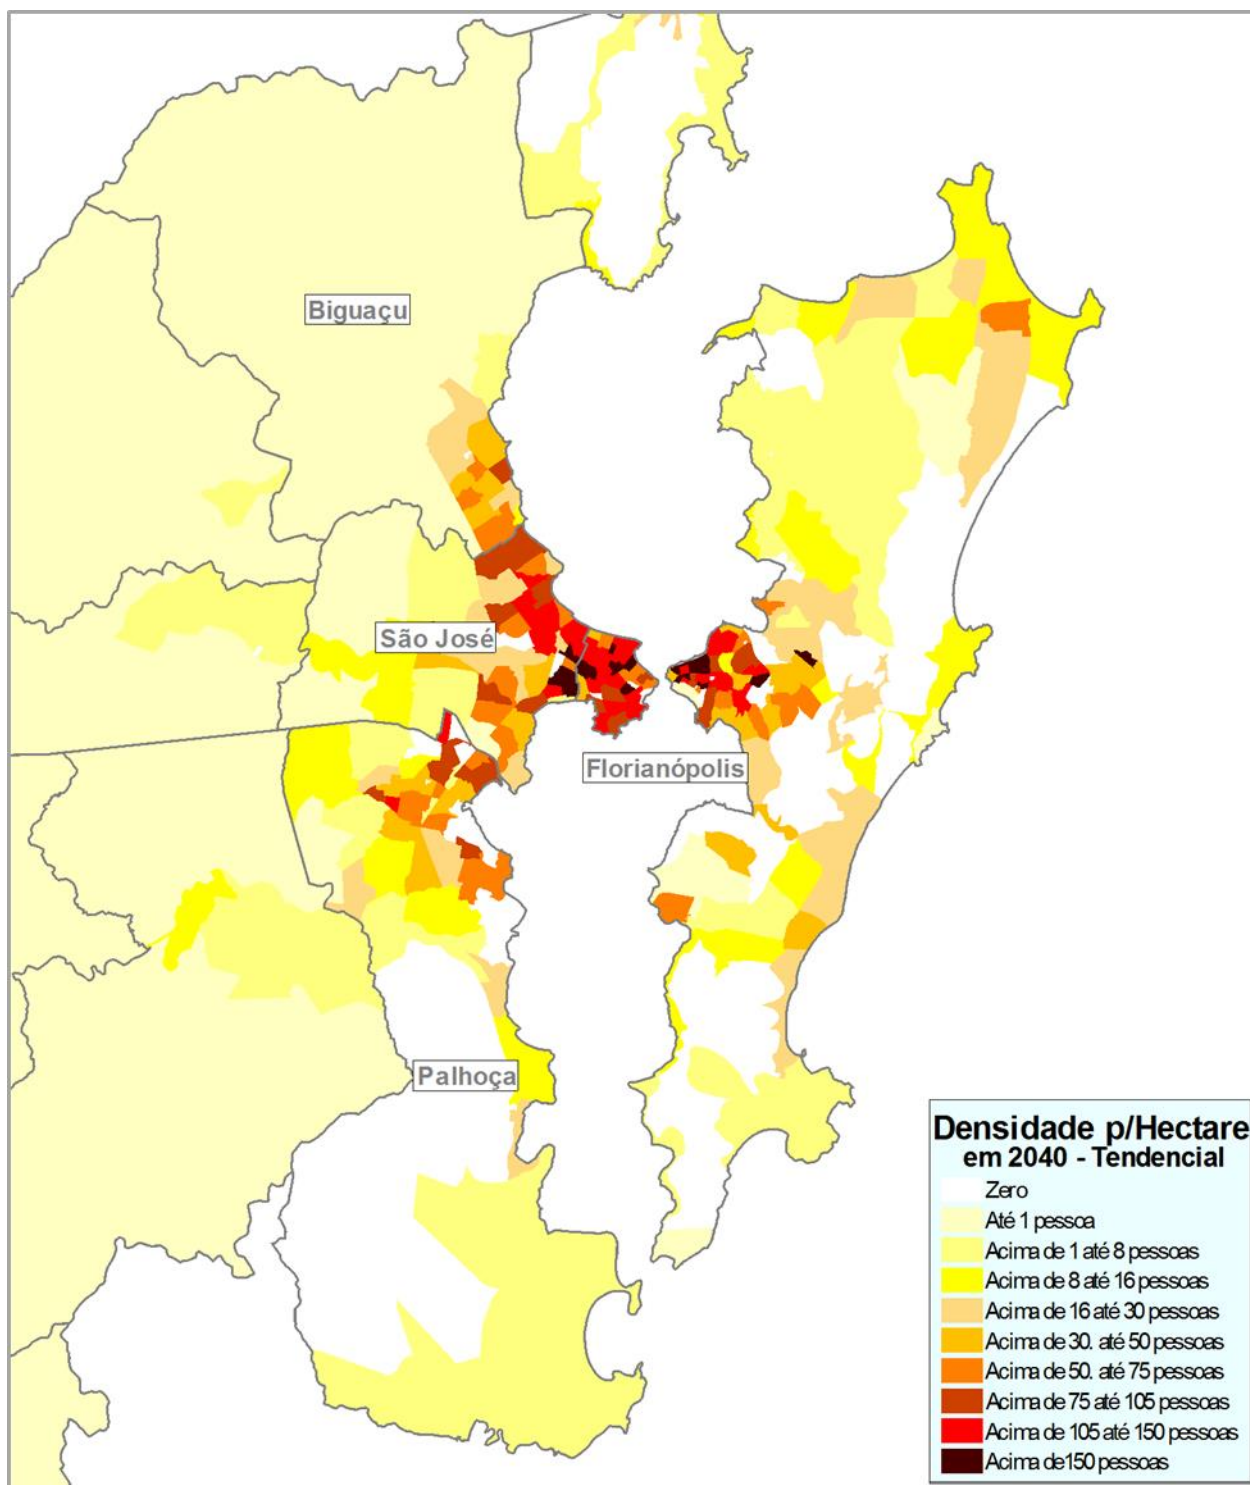 Biguaçu
São José
Florianópolis
Palhoça
Densidade p/Hectare
em 2040 - Tendencial
Zero
Até 1 pessoa
Acima de 1 até 8 pessoas
Acima de 8 até 16 pessoas
Acima de 16 até 30 pessoas
Acima de 30. até 50 pessoas
Acima de 50. até 75 pessoas
Acima de 75 até 105 pessoas
Acima de 105 até 150 pessoas
Acima de150 pessoas